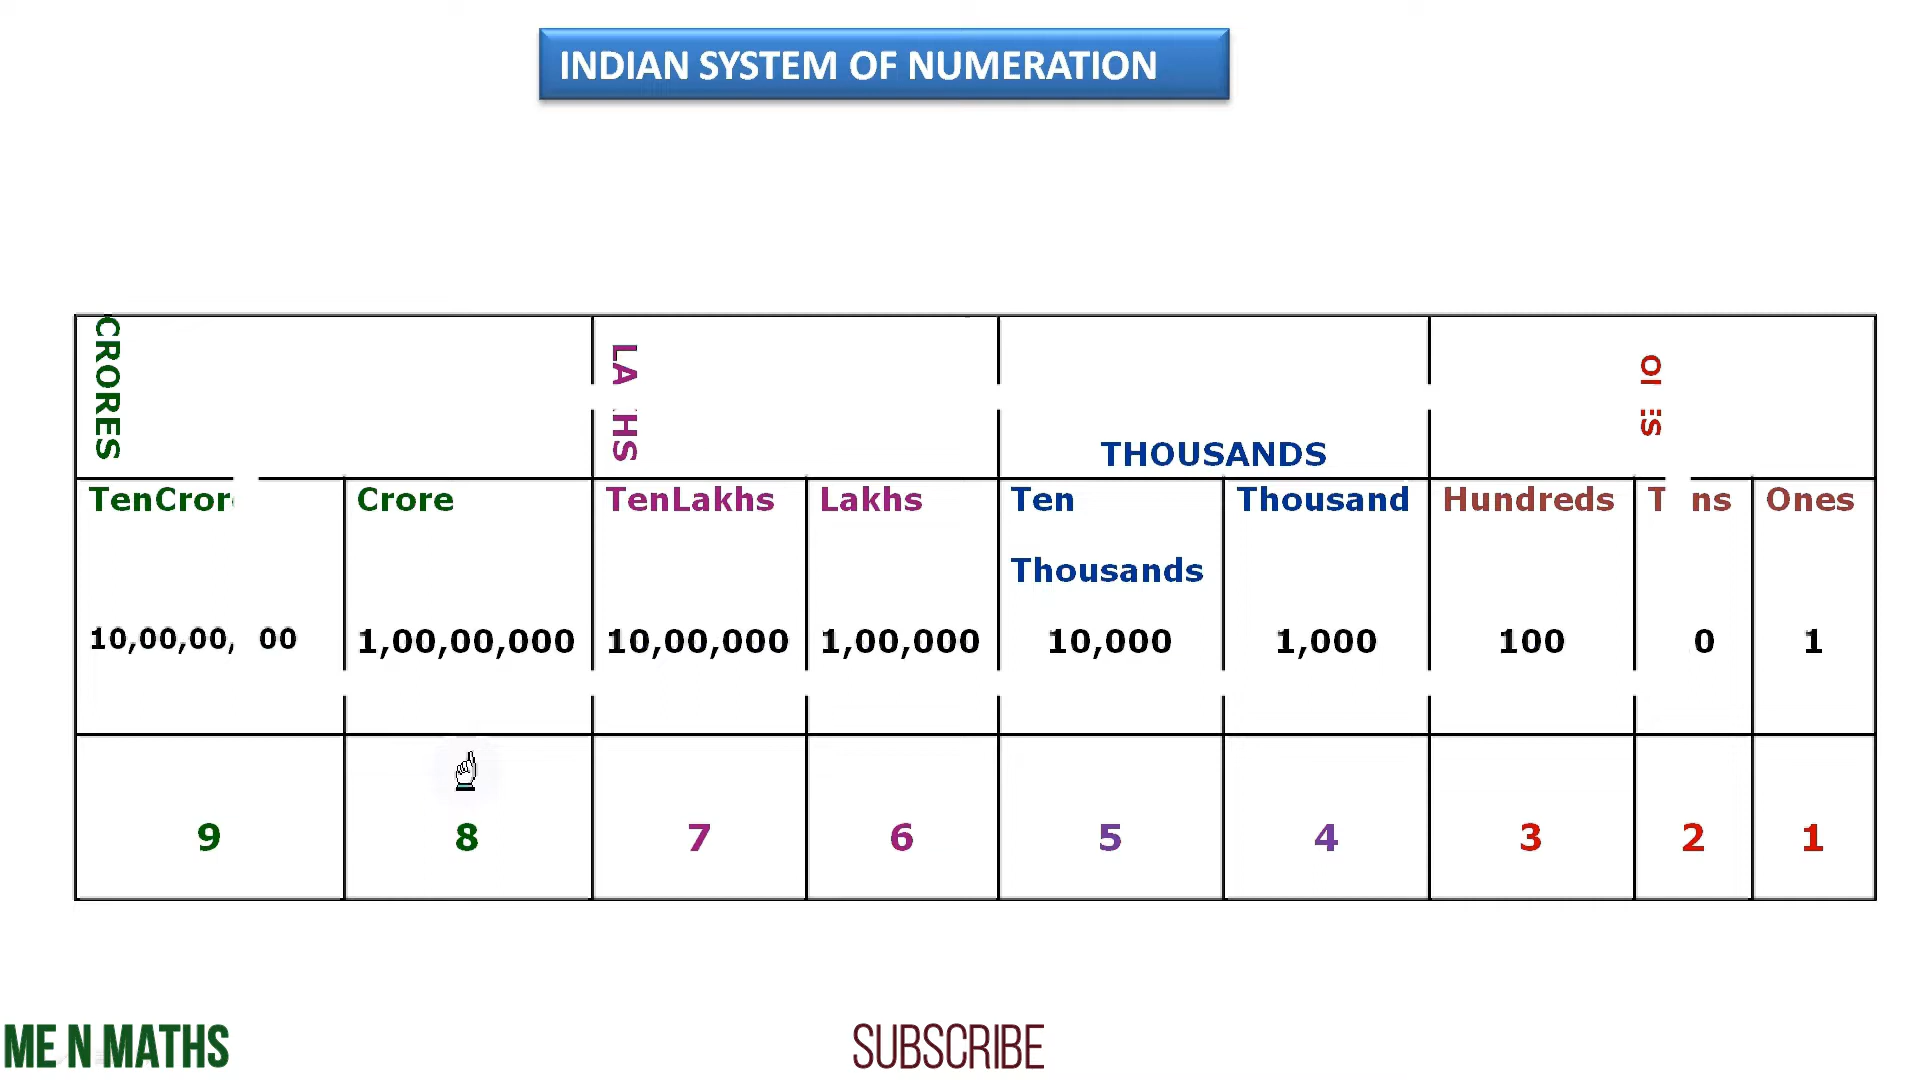 INDIAN SYSTEM OF NUMERATION
CRORES
THOUSANDS
TenLakhs
Crore Lakhs Ten Thousand Hundreds Ones
Thousands
1,00,00,000 10,00,000 1,00,000 10,000 1,000 100 0 1
9 8 7 6 5 4 3 2 1
ME N MATHS
SUBSCRIBE